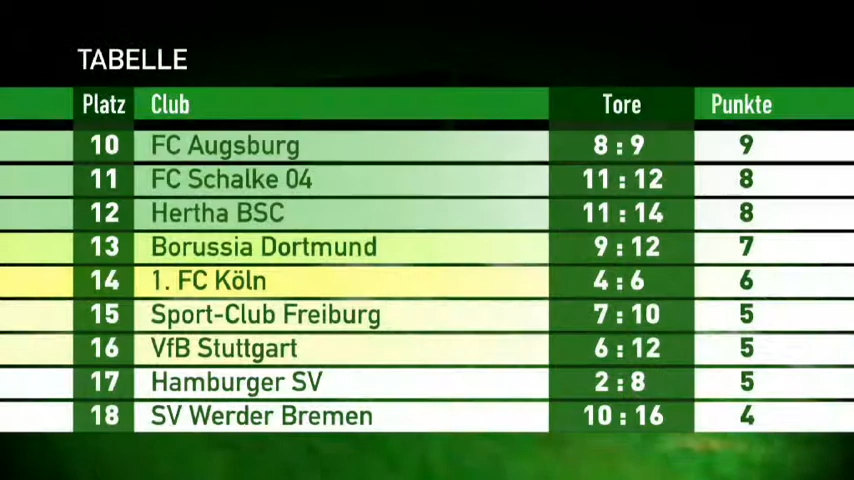 TABELLE
Platz Club Tore Punkte
10 FC Augsburg 8 : 9 9
11 FC Schalke 04 11 : 12 8
12 Hertha BSC 11 : 14 8
13 Borussia Dortmund 9 : 12 7
14 1. FC Köln 4 : 6 6
15 Sport-Club Freiburg 7 : 10 5
16 VfB Stuttgart 6 : 12 5
17 Hamburger SV 2 : 8 5
18 SV Werder Bremen 10 : 16 4